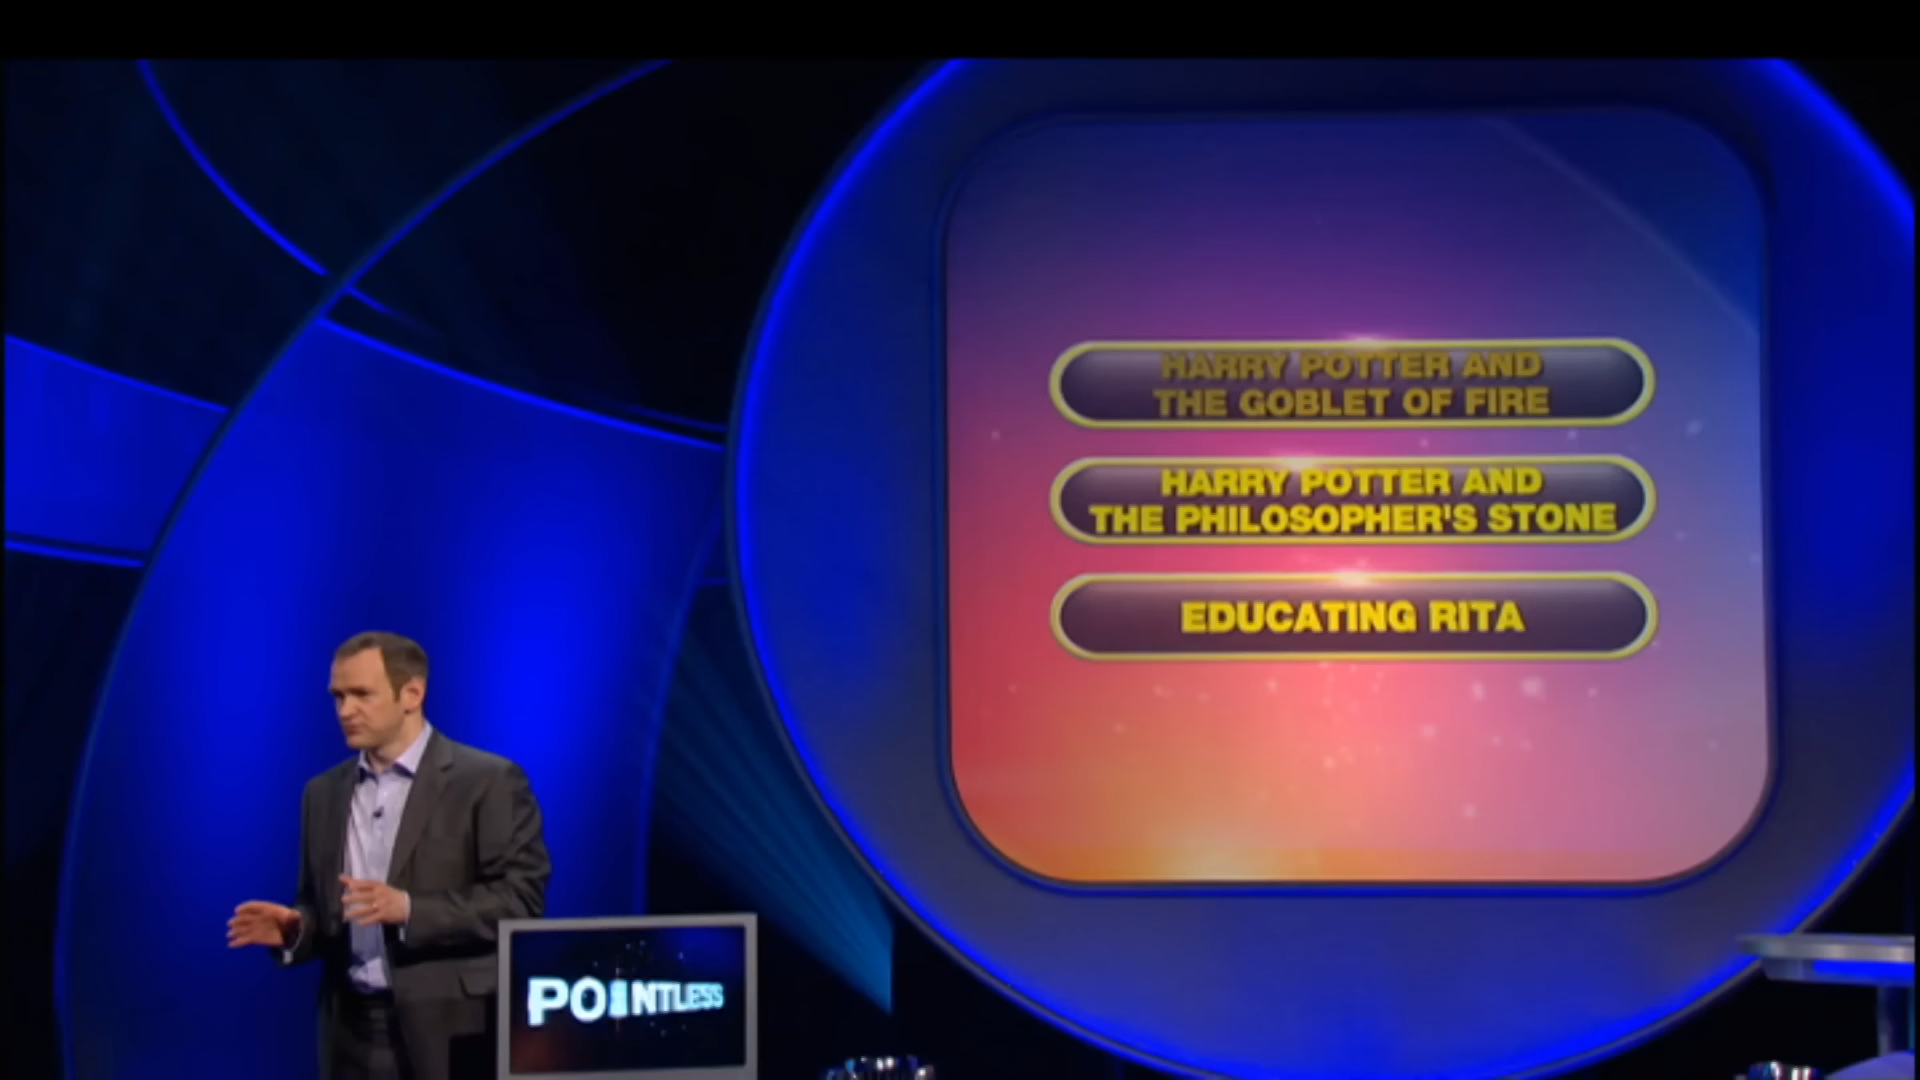 HARRY POTTER AND
THE GOBLET OF FIRE
HARRY POTTER AND
THE PHILOSOPHER'S STONE
EDUCATING RITA
POINTLESS